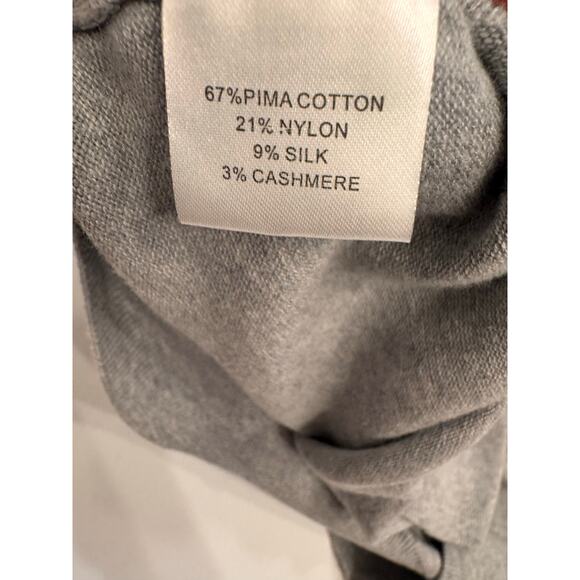 67%PIMA COTTON
21% NYLON
9% SILK
3% CASHMERE